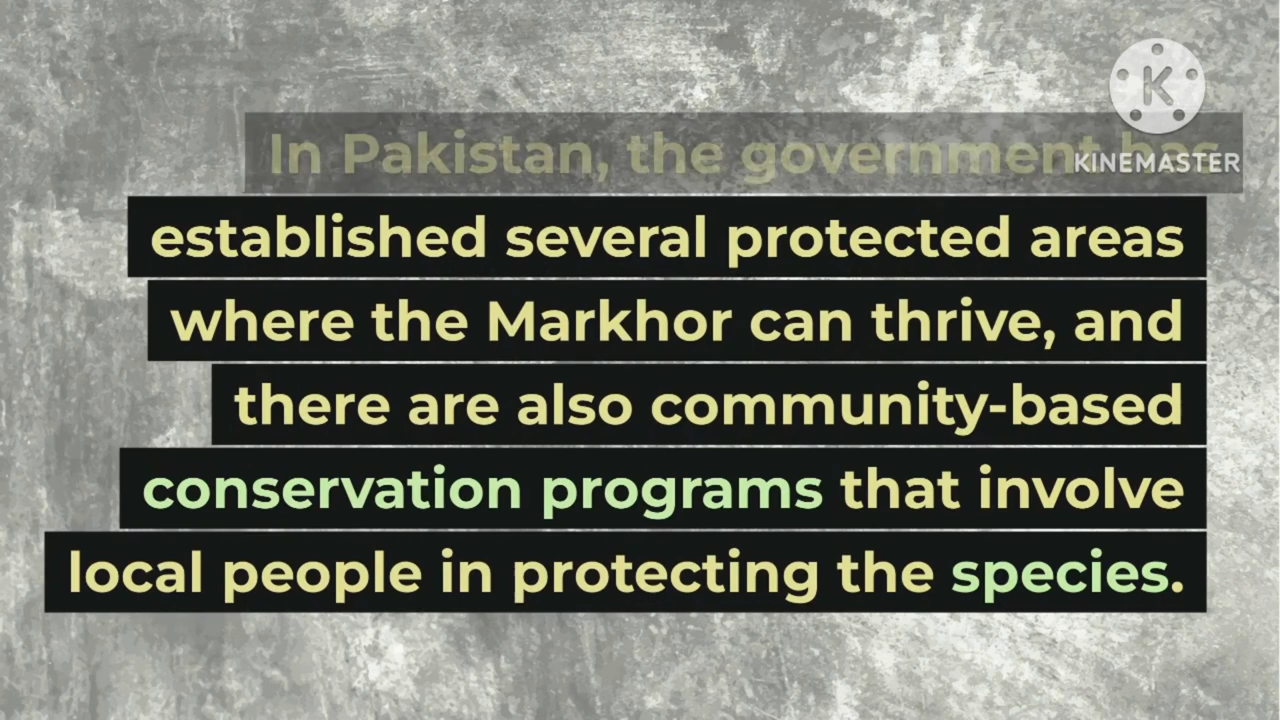 In Pakistan, the government has
established several protected areas
where the Markhor can thrive, and
there are also community-based
conservation programs that involve
local people in protecting the species.
K
KINEMASTER